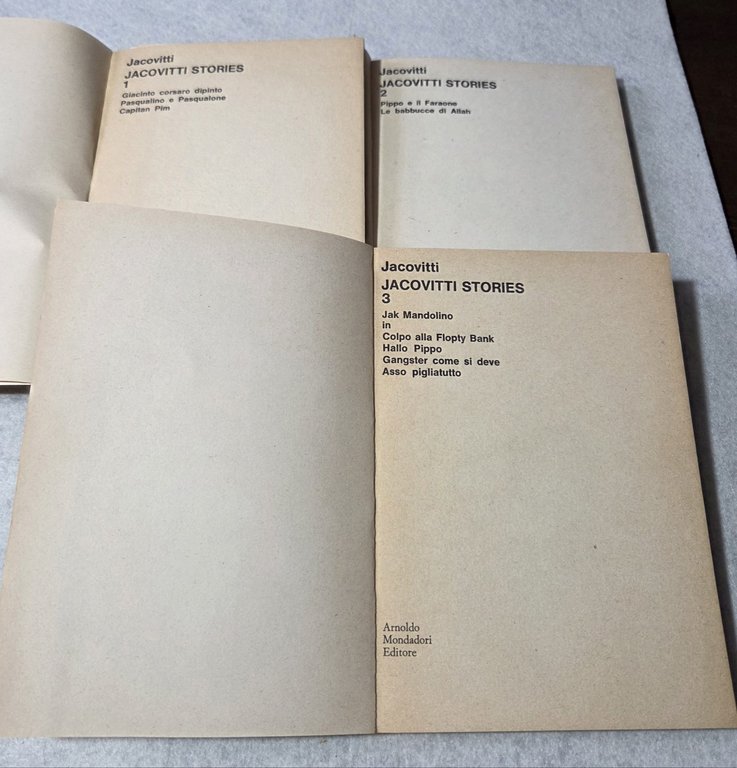 Jacovitti
JACOVITTI STORIES
1
Giacinto corsaro dipinto
Pasqualino e Pasqualone
Capitan Pim
Jacovitti
JACOVITTI STORIES
2
Pippo e il Faraone
Le babbucce di Allah
Jacovitti
JACOVITTI STORIES
3
Jak Mandolino
in
Colpo alla Flopty Bank
Hallo Pippo
Gangster come si deve
Asso pigliatutto
Arnoldo
Mondadori
Editore